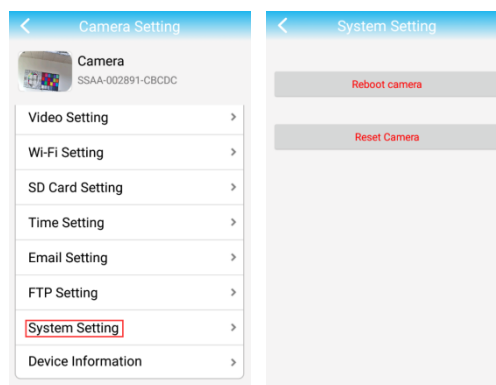 Camera Setting
Camera
SSAA-002891-CBCDC
Video Setting
Wi-Fi Setting
SD Card Setting
Time Setting
Email Setting
FTP Setting
System Setting
Device Information
System Setting
Reboot camera
Reset Camera